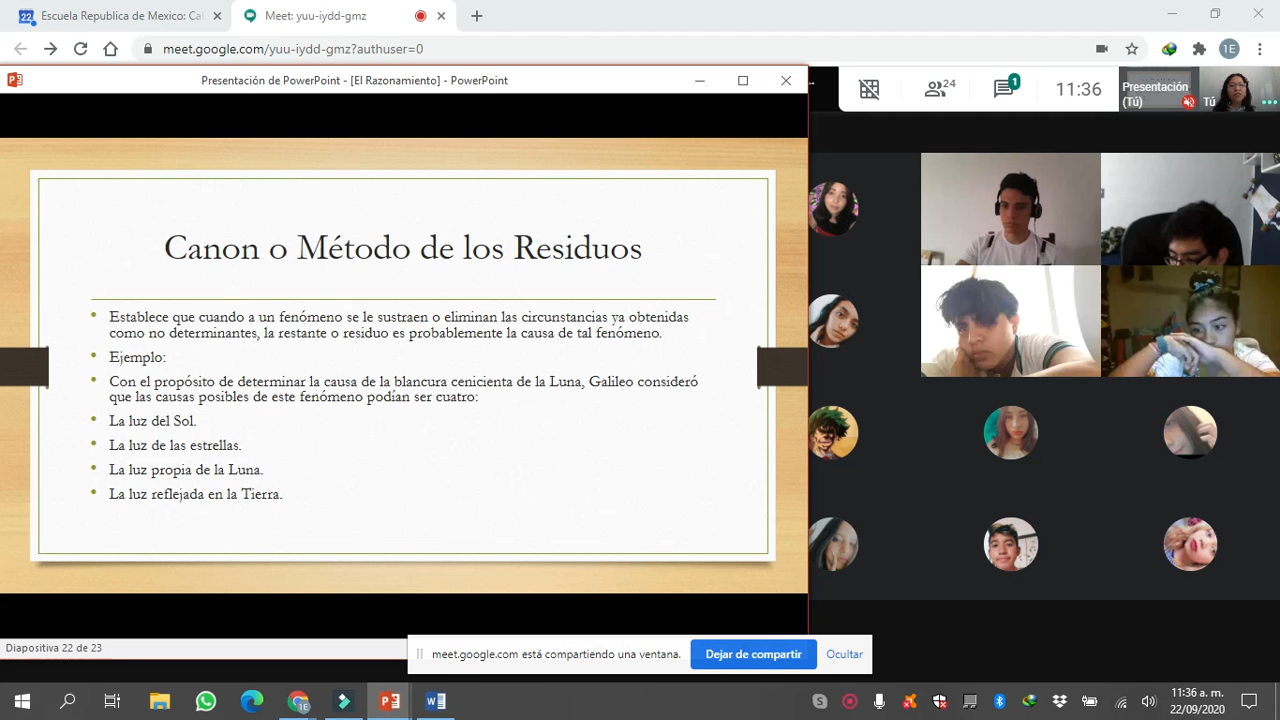 Escuela Republica de Mexico: Cal
Meet: yuu-iydd-gmz
meet.google.com/yuu-iydd-gmz?authuser=0
1E
Presentación de PowerPoint - [El Razonamiento] - PowerPoint
24
1
11:36
Presentación
(Tú)
Tú
Canon o Método de los Residuos
• Establece que cuando a un fenómeno se le sustraen o eliminan las circunstancias ya obtenidas
como no determinantes, la restante o residuo es probablemente la causa de tal fenómeno.
• Ejemplo:
• Con el propósito de determinar la causa de la blancura cenicienta de la Luna, Galileo consideró
que las causas posibles de este fenómeno podían ser cuatro:
• La luz del Sol.
• La luz de las estrellas.
• La luz propia de la Luna.
• La luz reflejada en la Tierra.
Diapositiva 22 de 23
meet.google.com está compartiendo una ventana.
Dejar de compartir
Ocultar
11:36 a. m.
22/09/2020